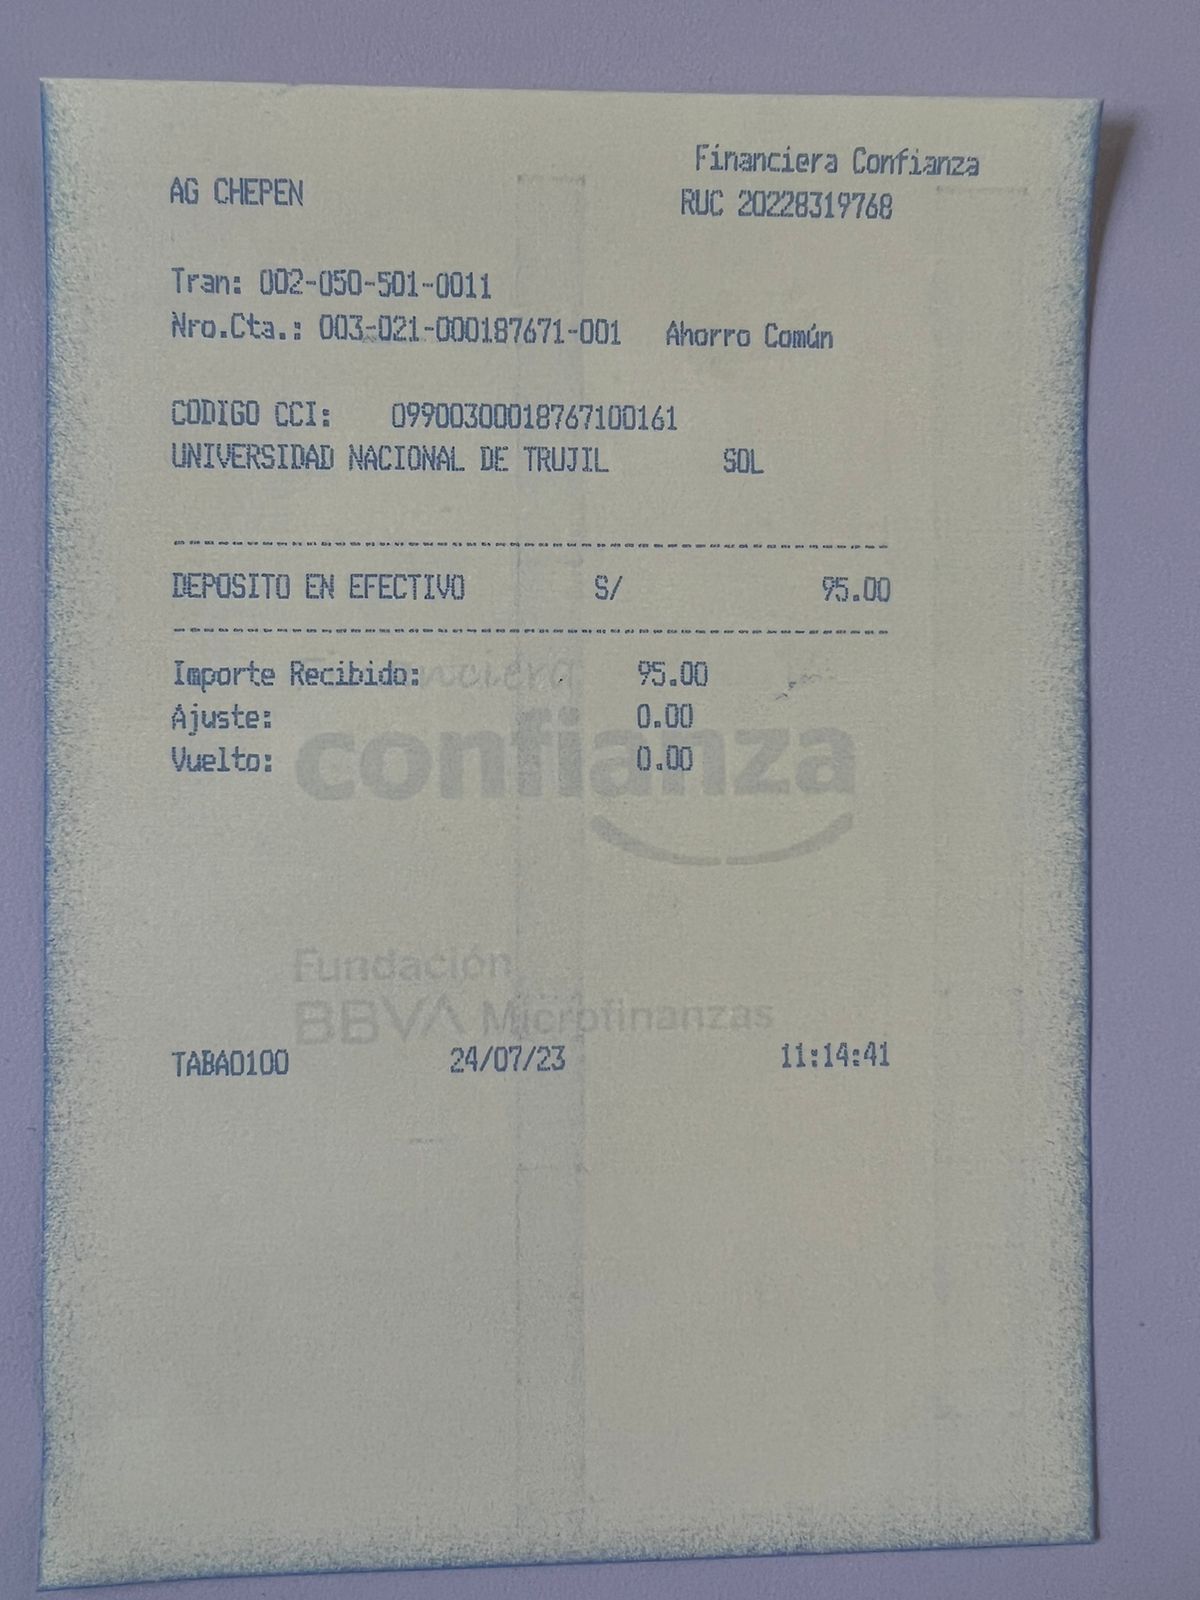 Financiera Confianza
AG CHEPEN
RUC 20228319768
Tran: 002-050-501-0011
Nro.Cta.: 003-021-000187671-001 Ahorro Común
CODIGO CCI: 09900300018767100161
UNIVERSIDAD NACIONAL DE TRUJIL SOL
DEPOSITO EN EFECTIVO S/ 95.00
Importe Recibido: 95.00
Ajuste: 0.00
Vuelto: 0.00
confianza
Fundación
BBVA Microfinanzas
TABA0100 24/07/23 11:14:41